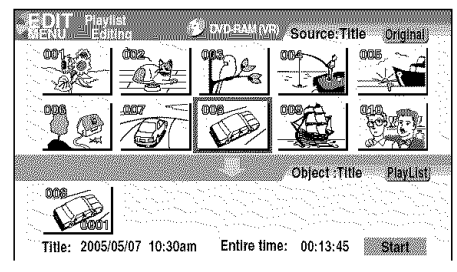 EDIT Playlist
MENU Editing
DVD-RAM (VR)
Source:Title Original
001 002 003 004 005
006 007 008 009 010
Object :Title PlayList
008
0001
Title: 2005/05/07 10:30am Entire time: 00:13:45 Start